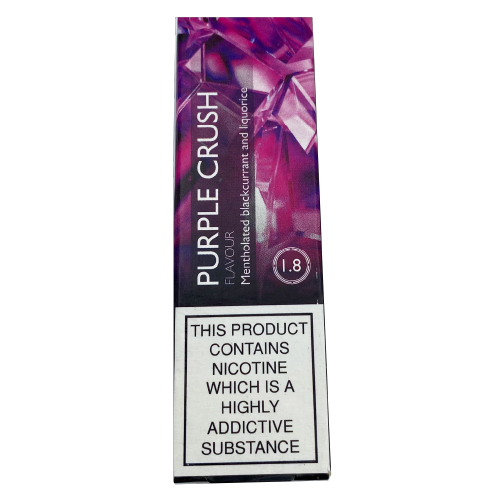 PURPLE CRUSH
FLAVOUR
Mentholated blackcurrant and liquorice
1.8
THIS PRODUCT
CONTAINS
NICOTINE
WHICH IS A
HIGHLY
ADDICTIVE
SUBSTANCE